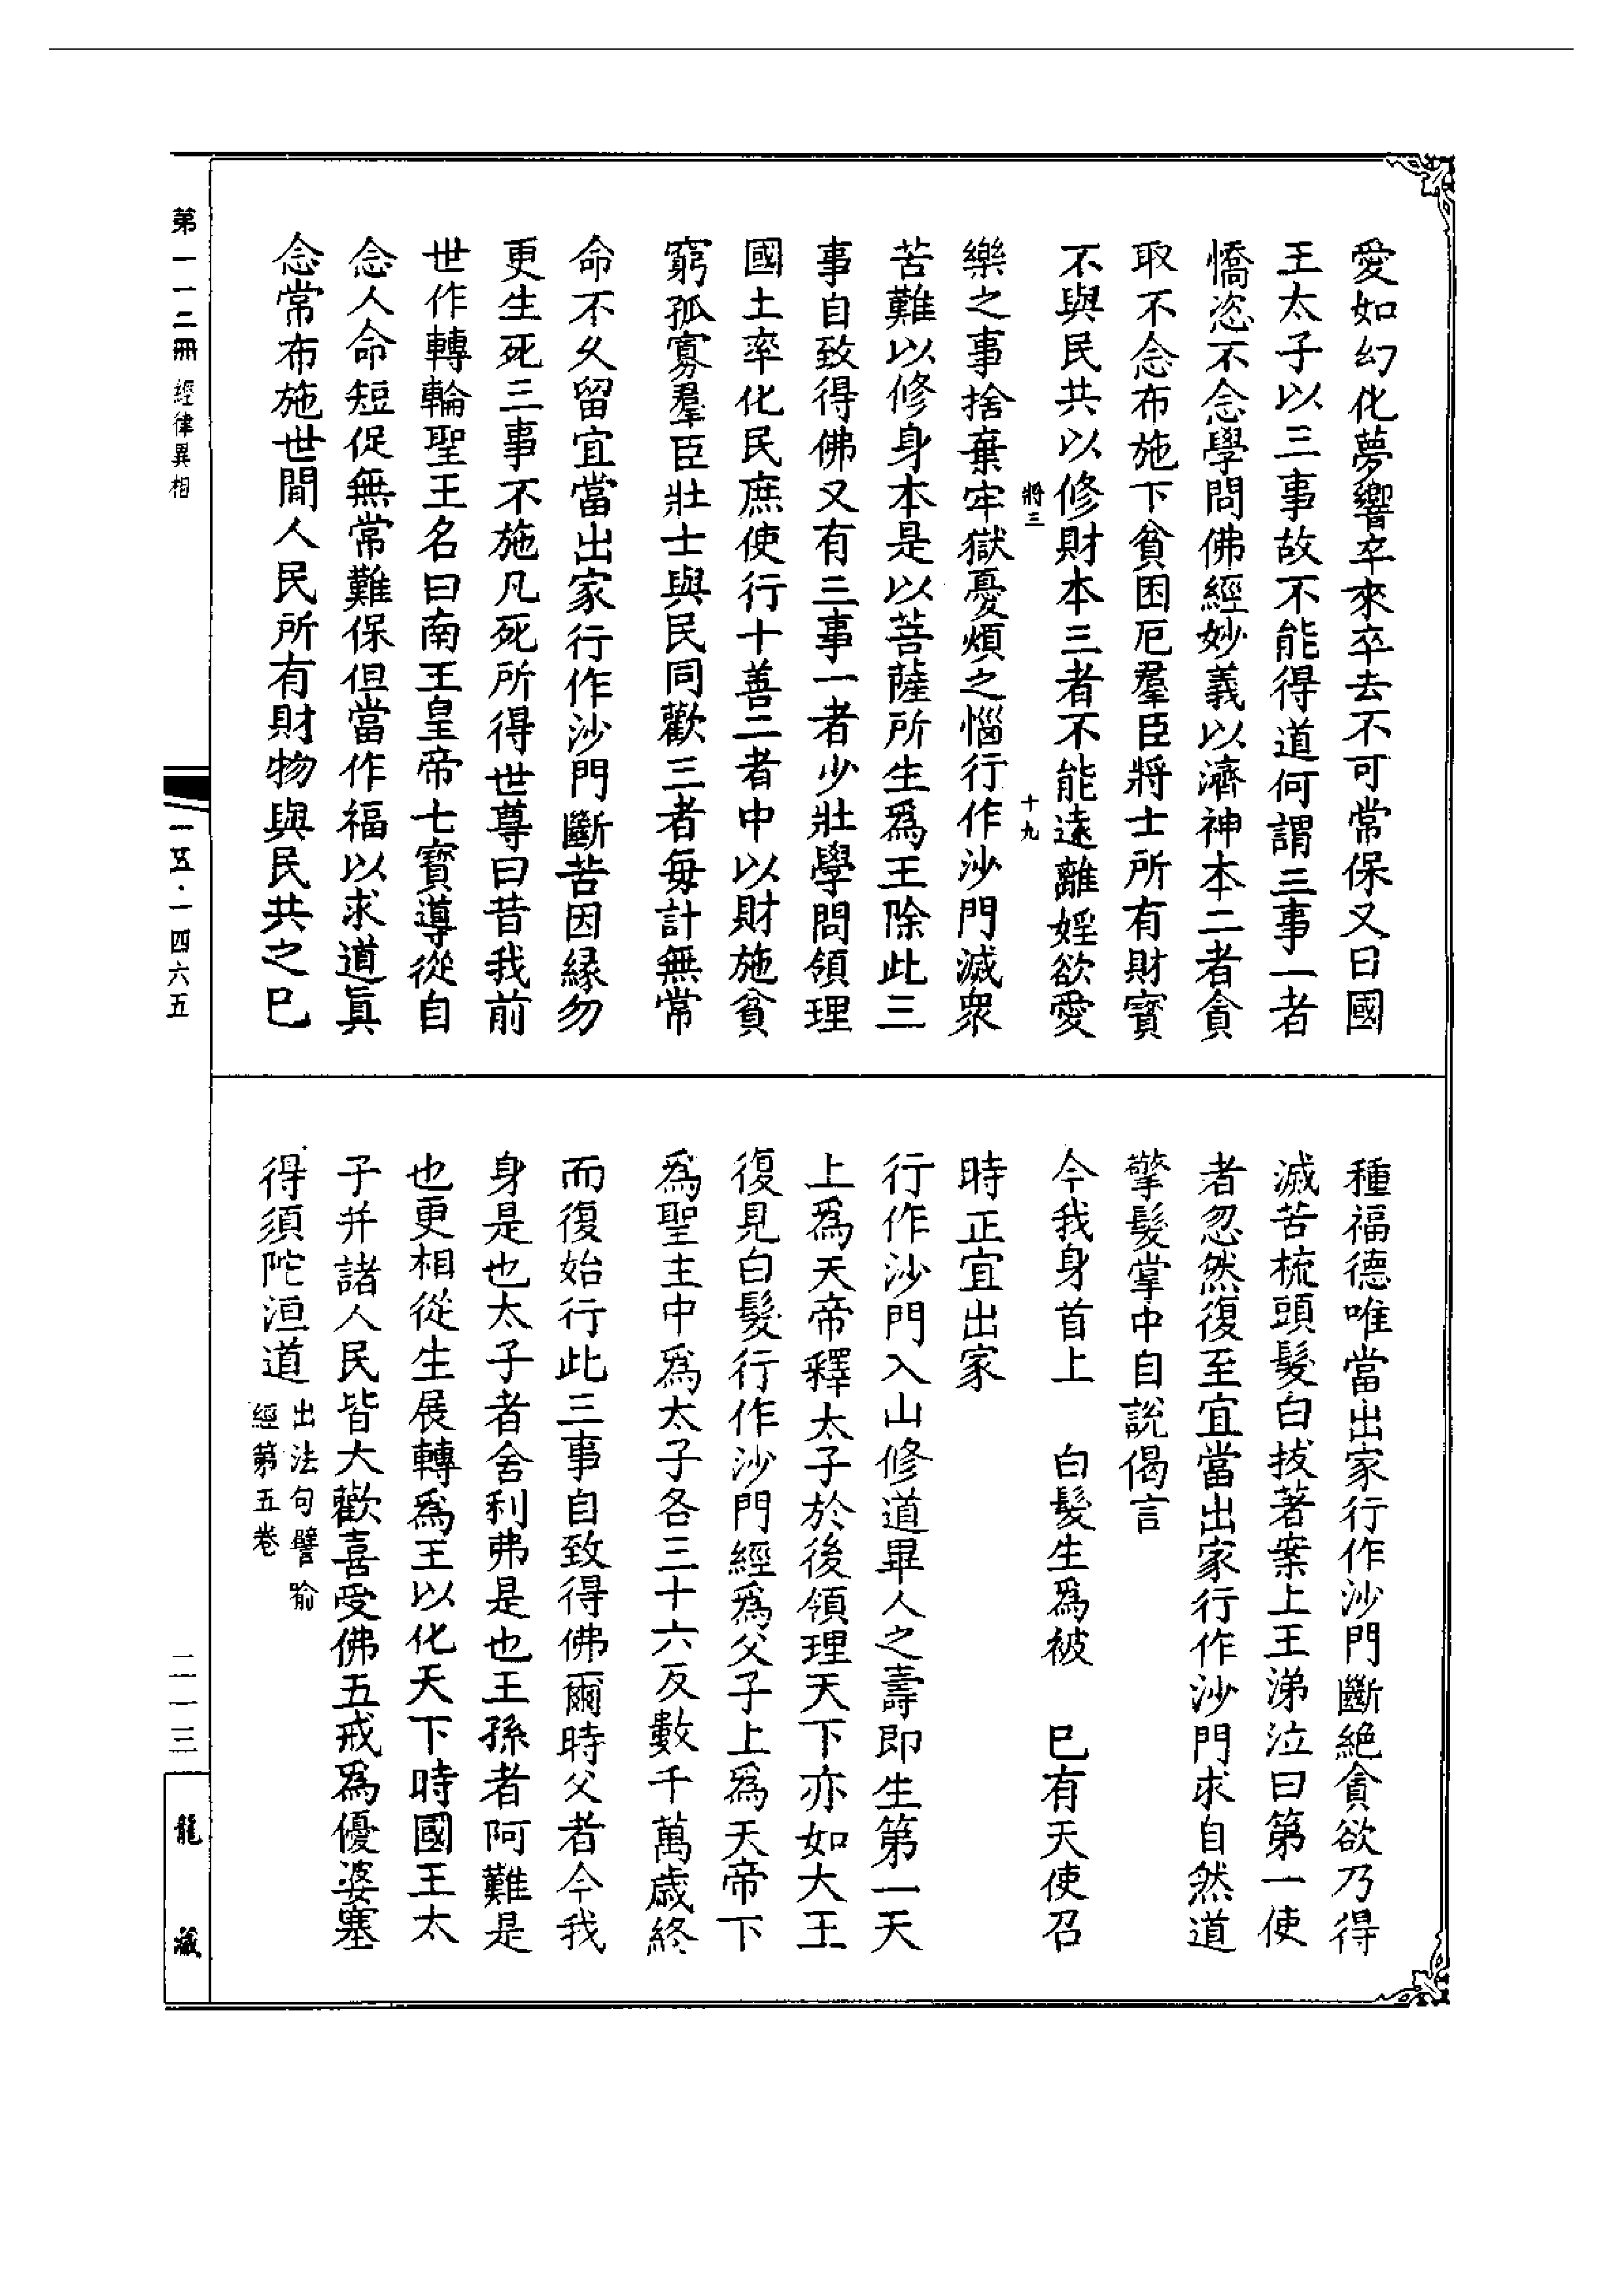 愛如幻化夢響卒來卒去不可常保又曰國
王太子以三事故不能得道何謂三事一者
憍恣不念學問佛經妙義以濟神本二者貪
取不念布施下貧困厄羣臣將士所有財寶
不與民共以修財本三者不能遠離婬欲愛
將三 十九
樂之事捨棄牢獄憂煩之惱行作沙門滅衆
苦難以修身本是以菩薩所生爲王除此三
事自致得佛又有三事一者少壯學問領理
國土率化民庶使行十善二者中以財施貧
窮孤寡羣臣壯士與民同歡三者每計無常
命不久留宜當出家行作沙門斷苦因緣勿
更生死三事不施凡死所得世尊曰昔我前
世作轉輪聖王名曰南王皇帝七寶導從自
念人命短促無常難保但當作福以求道眞
念常布施世間人民所有財物與民共之巳
種福德唯當出家行作沙門斷絶貪欲乃得
滅苦梳頭髮白拔著案上王涕泣曰第一使
者忽然復至宜當出家行作沙門求自然道
擎髮掌中自說偈言
今我身首上 白髮生爲被 巳有天使召
時正宜出家
行作沙門入山修道畢人之壽即生第一天
上爲天帝釋太子於後領理天下亦如大王
復見白髮行作沙門經爲父子上爲天帝下
爲聖主中爲太子各三十六反數千萬歲終
而復始行此三事自致得佛爾時父者今我
身是也太子者舍利弗是也王孫者阿難是
也更相從生展轉爲王以化天下時國王太
子并諸人民皆大歡喜受佛五戒爲優婆塞
得須陀洹道 出法句譬喻
經第五卷
第一一二冊 經律異相
一五·一四六五
二一三
龍藏